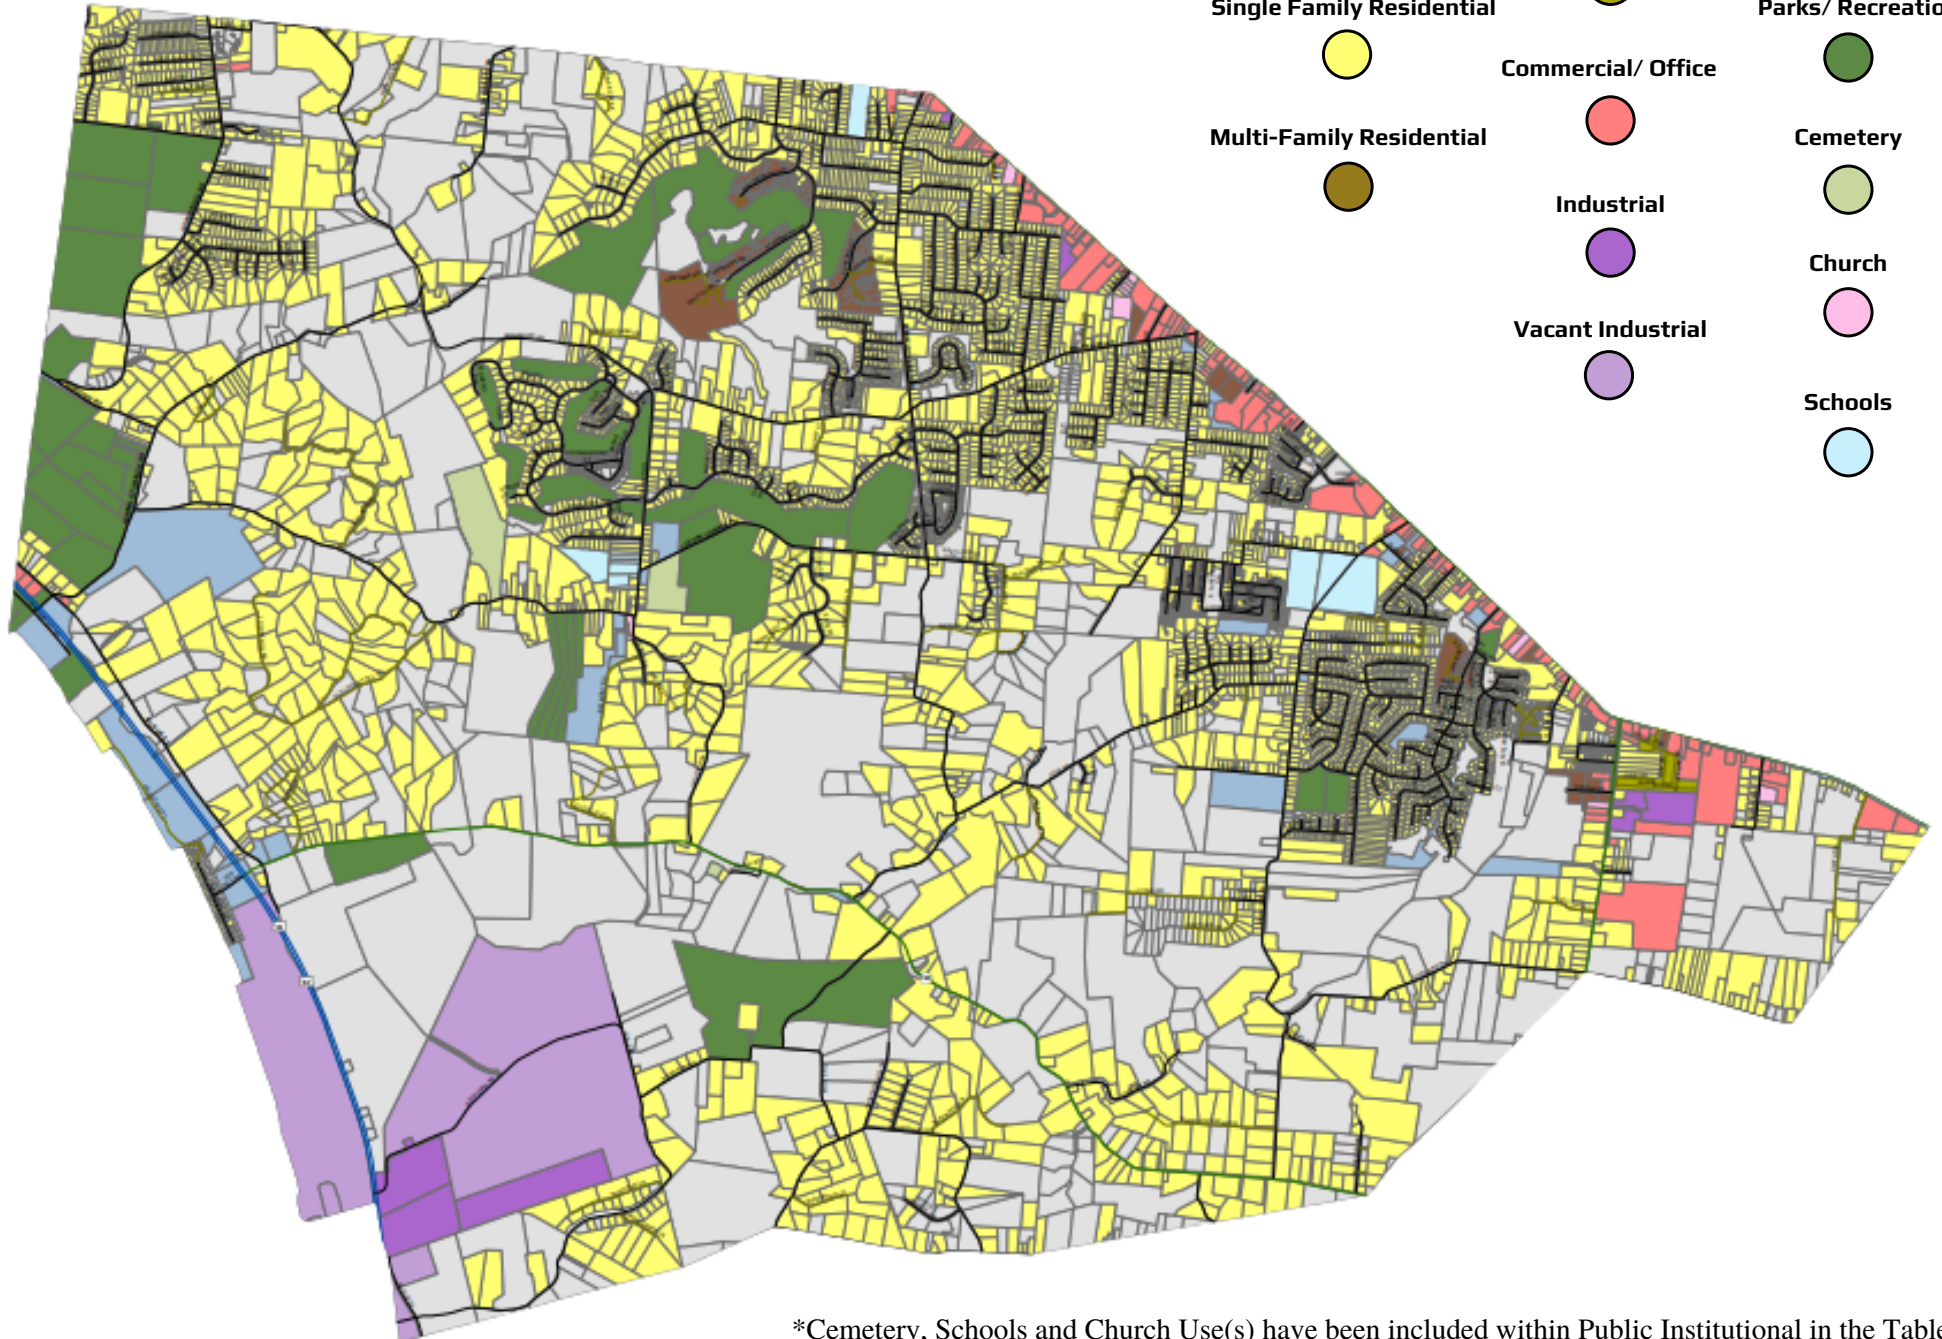 Single Family Residential
Parks/ Recreatio
Commercial/ Office
Multi-Family Residential
Cemetery
Industrial
Church
Vacant Industrial
Schools
*Cemetery, Schools and Church Use(s) have been included within Public Institutional in the Table